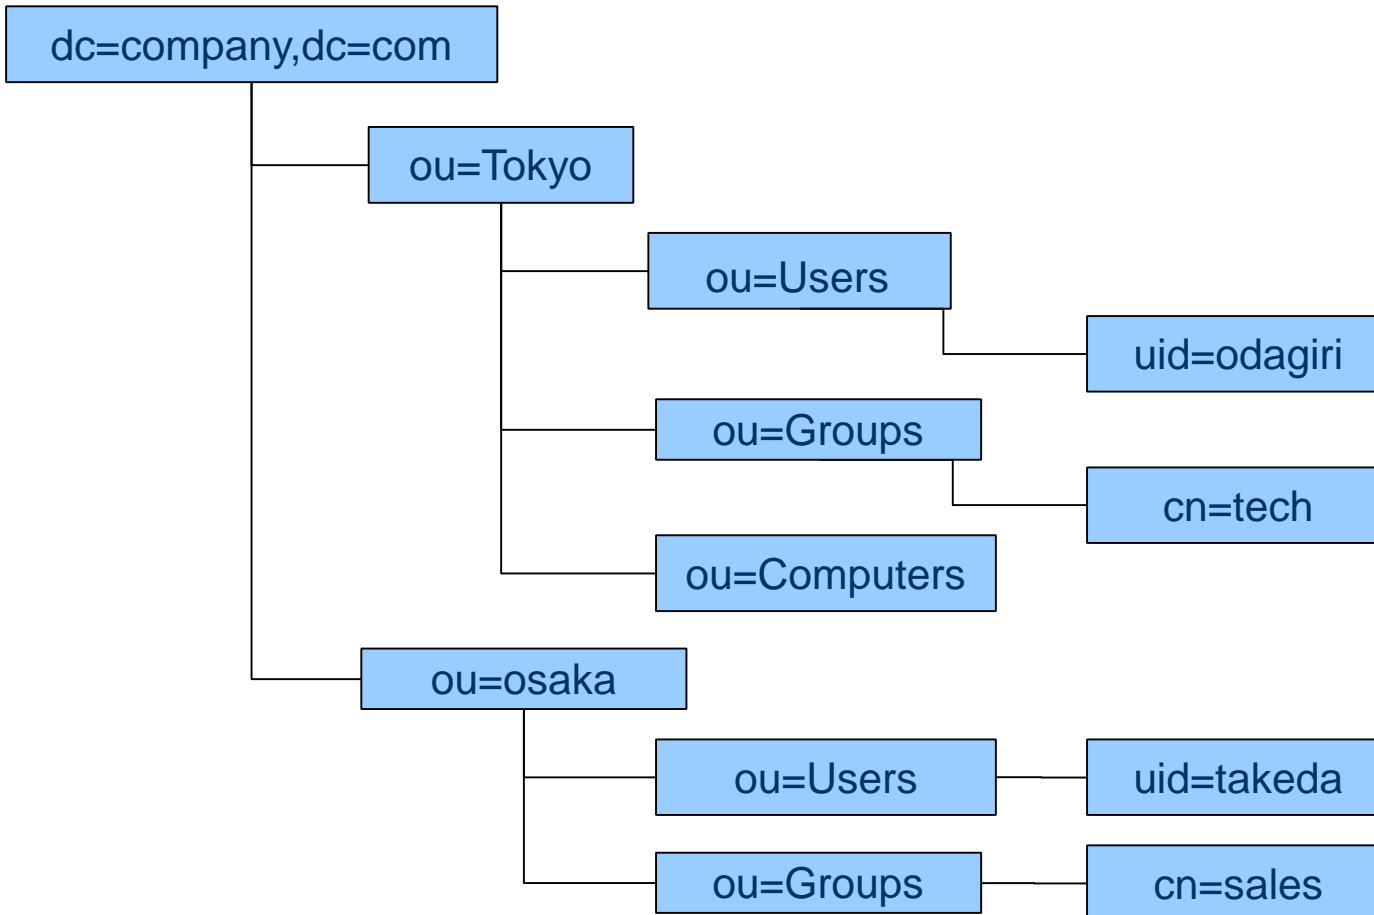 dc=company,dc=com
ou=Tokyo
ou=Users
uid=odagiri
ou=Groups
cn=tech
ou=Computers
ou=osaka
ou=Users
uid=takeda
ou=Groups
cn=sales